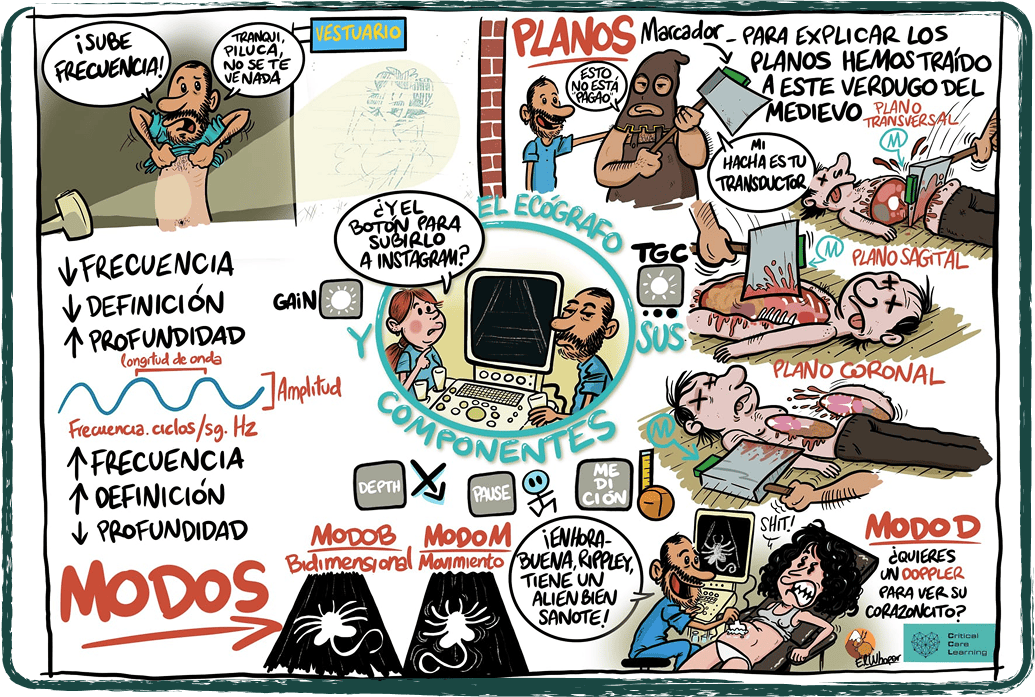 ¡SUBE
FRECUENCIA!
TRANQUI,
PILUCA,
NO SE TE
VE NADA
VESTUARIO
PLANOS
Marcador
- PARA EXPLICAR LOS
PLANOS HEMOS TRAÍDO
A ESTE VERDUGO DEL
MEDIEVO
ESTO
NO ESTÁ
"PAGAO"
MI
HACHA ES TU
TRANSDUCTOR
PLANO
TRANSVERSAL
M
PLANO SAGITAL
M
PLANO CORONAL
M
EL ECÓGRAFO
Y SUS
COMPONENTES
¿Y EL
BOTÓN PARA
SUBIRLO
A INSTAGRAM?
GAIN
TGC
↓ FRECUENCIA
↓ DEFINICIÓN
↑ PROFUNDIDAD
longitud de onda
Amplitud
Frecuencia. ciclos/sg. Hz
↑ FRECUENCIA
↑ DEFINICIÓN
↓ PROFUNDIDAD
DEPTH
PAUSE
ME
DI
CIÓN
MODOS
MODO B
Bidimensional
MODO M
Movimiento
¡ENHORA-
BUENA, RIPPLEY,
TIENE UN
ALIEN BIEN
SANOTE!
SHIT!
MODO D
¿QUIERES
UN DOPPLER
PARA VER SU
CORAZONCITO?
Critical
Care
Learning